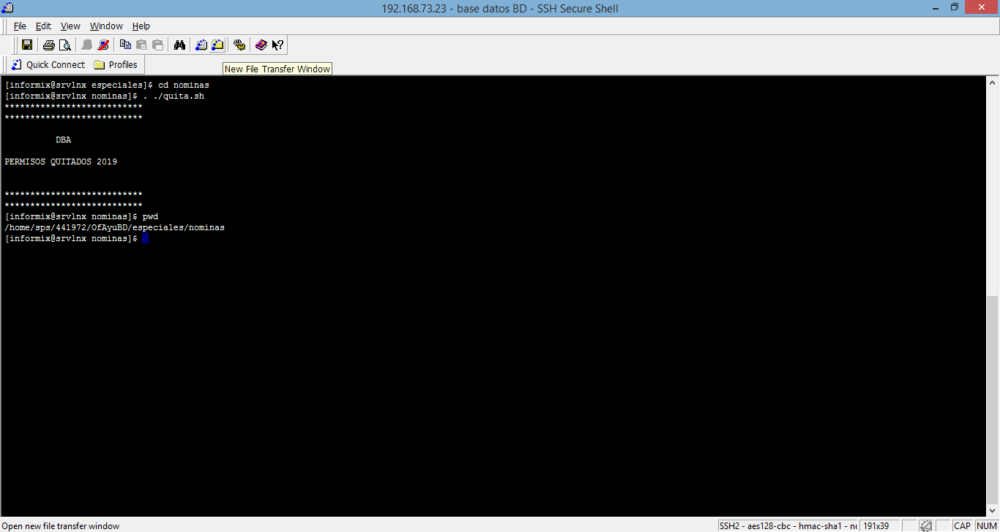 192.168.73.23 - base datos BD - SSH Secure Shell
File Edit View Window Help
Quick Connect Profiles
New File Transfer Window
[informix@srvlnx especiales]$ cd nominas
[informix@srvlnx nominas]$ . ./quita.sh
***************************
***************************
DBA
PERMISOS QUITADOS 2019
***************************
***************************
[informix@srvlnx nominas]$ pwd
/home/sps/441972/OfAyuBD/especiales/nominas
[informix@srvlnx nominas]$
Open new file transfer window
SSH2 - aes128-cbc - hmac-sha1 - nc 191x39 CAP NUM